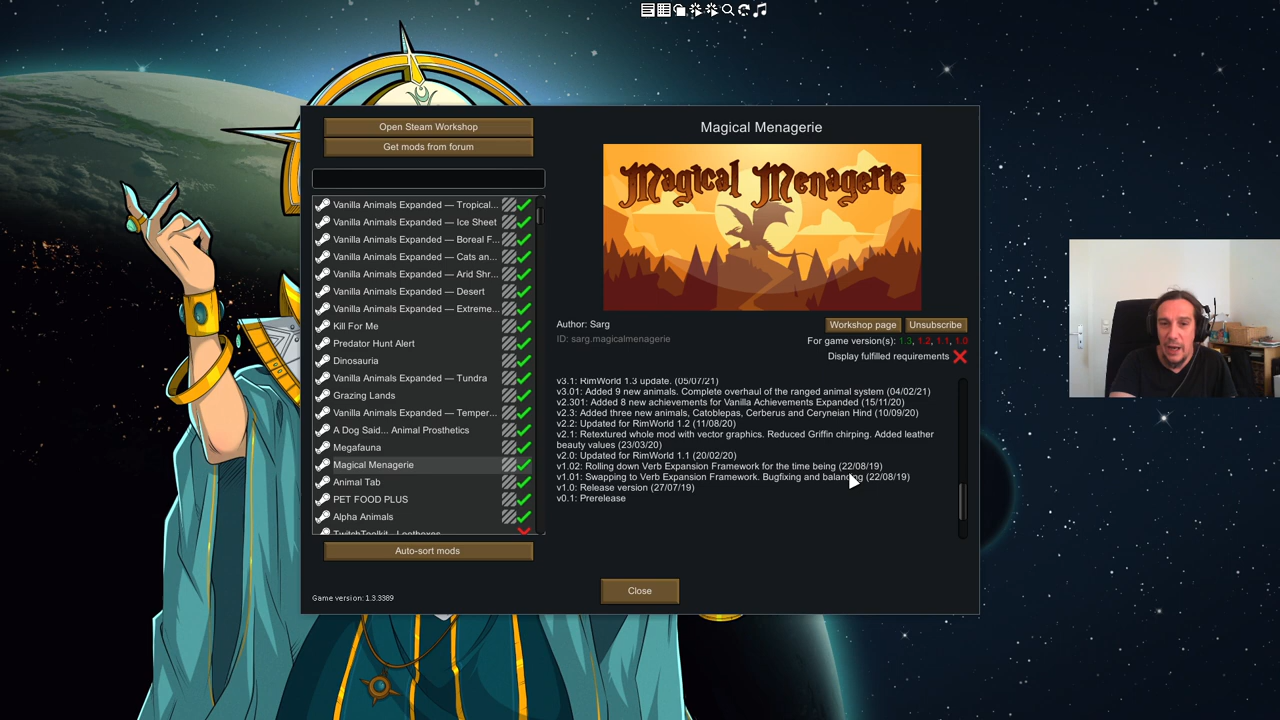 Open Steam Workshop
Get mods from forum
Vanilla Animals Expanded — Tropical...
Vanilla Animals Expanded — Ice Sheet
Vanilla Animals Expanded — Boreal F...
Vanilla Animals Expanded — Cats an...
Vanilla Animals Expanded — Arid Shr...
Vanilla Animals Expanded — Desert
Vanilla Animals Expanded — Extreme...
Kill For Me
Predator Hunt Alert
Dinosauria
Vanilla Animals Expanded — Tundra
Grazing Lands
Vanilla Animals Expanded — Temper...
A Dog Said... Animal Prosthetics
Megafauna
Magical Menagerie
Animal Tab
PET FOOD PLUS
Alpha Animals
TwitchToolkit - Lootboxes
Auto-sort mods
Game version: 1.3.3389
Magical Menagerie
Magical Menagerie
Author: Sarg
ID: sarg.magicalmenagerie
Workshop page
Unsubscribe
For game version(s): 1.3, 1.2, 1.1, 1.0
Display fulfilled requirements
v3.1: RimWorld 1.3 update. (05/07/21)
v3.01: Added 9 new animals. Complete overhaul of the ranged animal system (04/02/21)
v2.301: Added 8 new achievements for Vanilla Achievements Expanded (15/11/20)
v2.3: Added three new animals, Catoblepas, Cerberus and Ceryneian Hind (10/09/20)
v2.2: Updated for RimWorld 1.2 (11/08/20)
v2.1: Retextured whole mod with vector graphics. Reduced Griffin chirping. Added leather
beauty values (23/03/20)
v2.0: Updated for RimWorld 1.1 (20/02/20)
v1.02: Rolling down Verb Expansion Framework for the time being (22/08/19)
v1.01: Swapping to Verb Expansion Framework. Bugfixing and balancing (22/08/19)
v1.0: Release version (27/07/19)
v0.1: Prerelease
Close